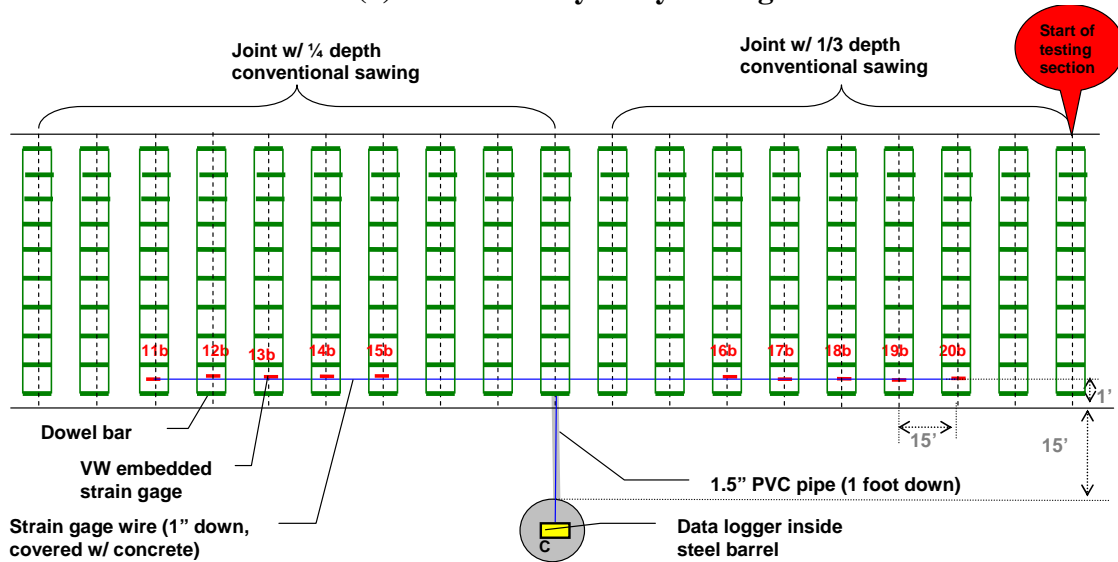 Joint w/ ¼ depth
conventional sawing
Joint w/ 1/3 depth
conventional sawing
Start of
testing
section
11b
12b
13b
14b
15b
16b
17b
18b
19b
20b
1'
15'
15'
Dowel bar
VW embedded
strain gage
1.5” PVC pipe (1 foot down)
Strain gage wire (1” down,
covered w/ concrete)
Data logger inside
steel barrel
C